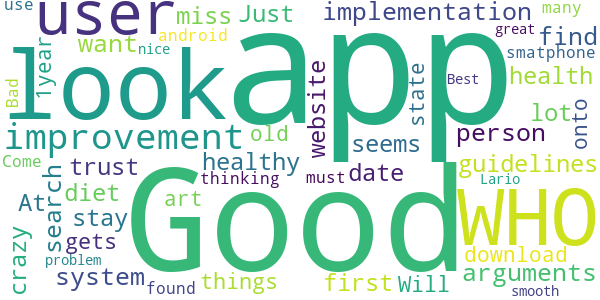 use
user
miss
Just
implementation
many
android
nice
look
app
want
great
find
1year
Bad
smatphone
website
state
Best
health
improvement
old
seems
person
lot
onto
Come
trust
healthy
date
guidelines
search
thinking
must
Good
WHO
Lario
diet
art
At
stay
gets
crazy
problem
system
found
things
first
Will
download
arguments
smooth